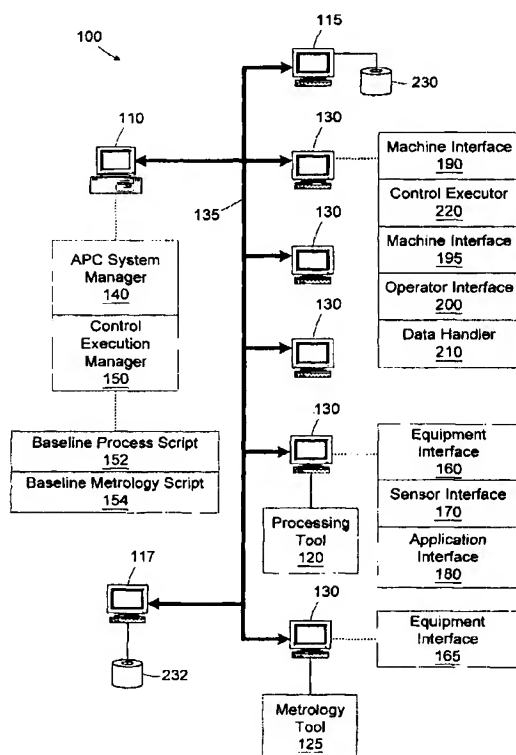 100
115
230
110
130
Machine Interface
190
Control Executor
220
Machine Interface
195
Operator Interface
200
Data Handler
210
135
130
APC System
Manager
140
Control
Execution
Manager
150
130
Baseline Process Script
152
Baseline Metrology Script
154
130
Equipment
Interface
160
Sensor Interface
170
Application
Interface
180
Processing
Tool
120
117
232
130
Equipment
Interface
165
Metrology
Tool
125